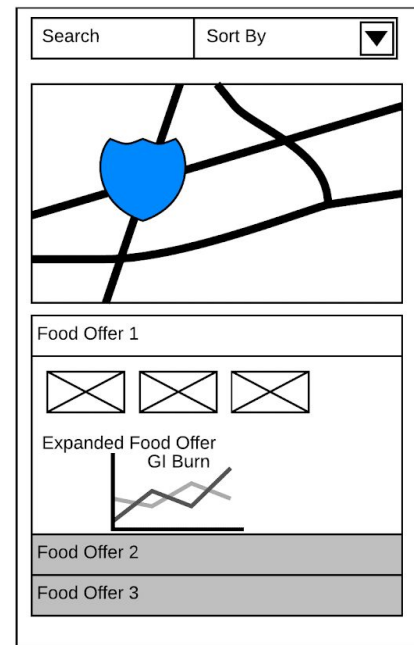 Search
Sort By
Food Offer 1
Expanded Food Offer
GI Burn
Food Offer 2
Food Offer 3